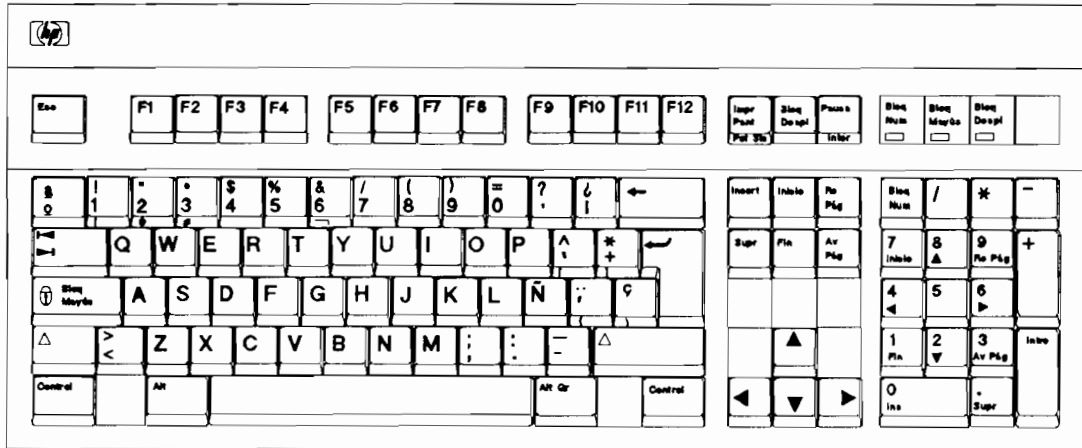 hp
Esc F1 F2 F3 F4 F5 F6 F7 F8 F9 F10 F11 F12 Impr Pant Pet Sis Bloq Despl Pausa Inter Bloq Num Bloq Mayús Bloq Despl
! " • $ % & / ( ) = ? ¿ ←
1 2 3 4 5 6 7 8 9 0 ' ¡
# ¬
Insert Inicio Re Pág Bloq Num / * −
Q W E R T Y U I O P ^ ` * +
Supr Fin Av Pág 7 Inicio 8 ▲ 9 Re Pág +
Bloq Mayús A S D F G H J K L Ñ Ç
4 ◀ 5 6 ▶
△ > < Z X C V B N M ; , : . _ - △
▲ 1 Fin 2 ▼ 3 Av Pág Intro
Control Alt Alt Gr Control ◀ ▼ ▶ 0 Ins . Supr